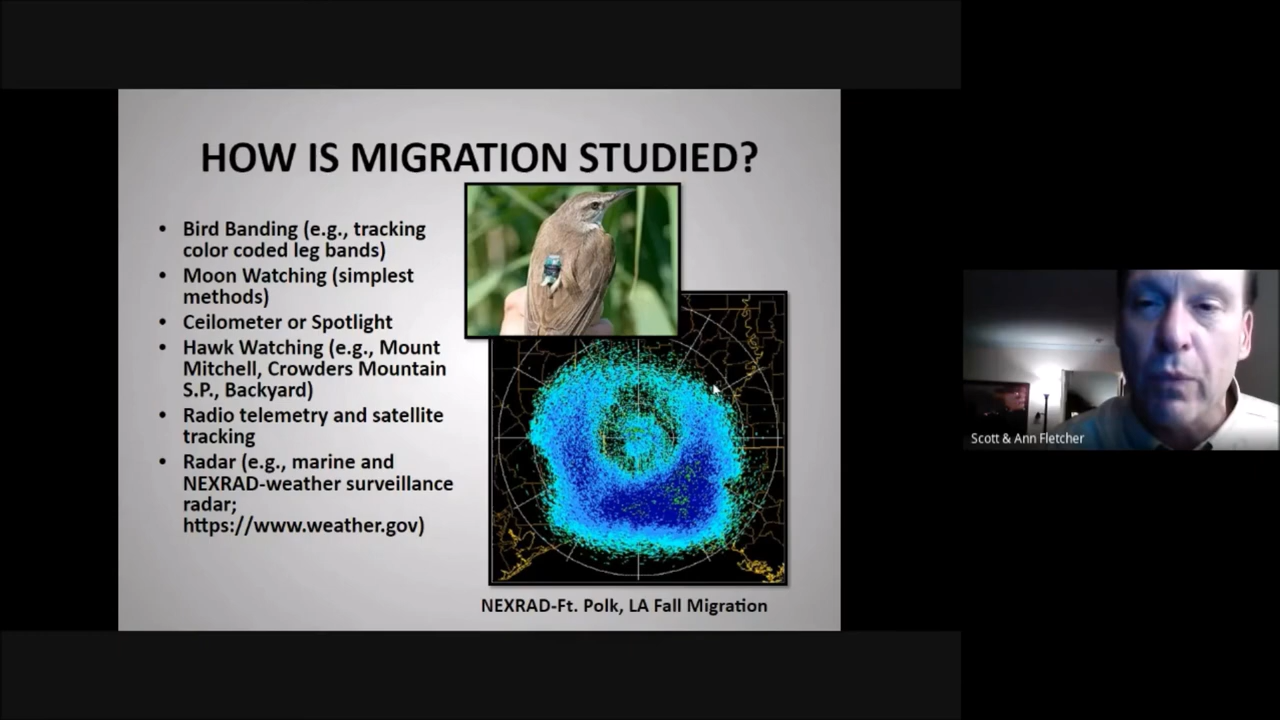 HOW IS MIGRATION STUDIED?
• Bird Banding (e.g., tracking
color coded leg bands)
• Moon Watching (simplest
methods)
• Ceilometer or Spotlight
• Hawk Watching (e.g., Mount
Mitchell, Crowders Mountain
S.P., Backyard)
• Radio telemetry and satellite
tracking
• Radar (e.g., marine and
NEXRAD-weather surveillance
radar;
https://www.weather.gov)
NEXRAD-Ft. Polk, LA Fall Migration
Scott & Ann Fletcher